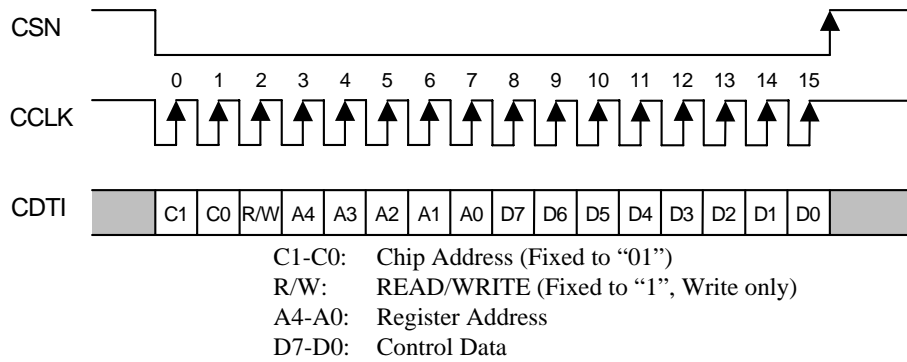 CSN
0 1 2 3 4 5 6 7 8 9 10 11 12 13 14 15
CCLK
CDTI C1 C0 R/W A4 A3 A2 A1 A0 D7 D6 D5 D4 D3 D2 D1 D0
C1-C0: Chip Address (Fixed to “01”)
R/W: READ/WRITE (Fixed to “1”, Write only)
A4-A0: Register Address
D7-D0: Control Data